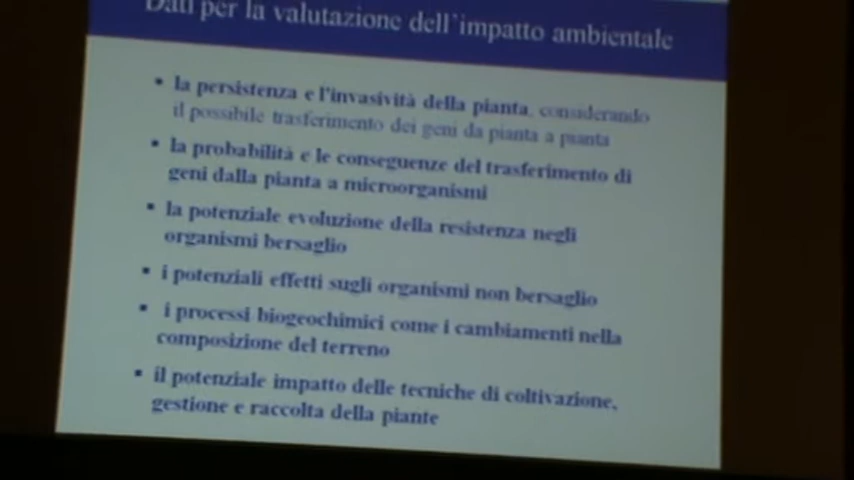 Dati per la valutazione dell'impatto ambientale
▪ la persistenza e l'invasività della pianta, considerando
il possibile trasferimento dei geni da pianta a pianta
▪ la probabilità e le conseguenze del trasferimento di
geni dalla pianta a microorganismi
▪ la potenziale evoluzione della resistenza negli
organismi bersaglio
▪ i potenziali effetti sugli organismi non bersaglio
▪ i processi biogeochimici come i cambiamenti nella
composizione del terreno
▪ il potenziale impatto delle tecniche di coltivazione,
gestione e raccolta della piante